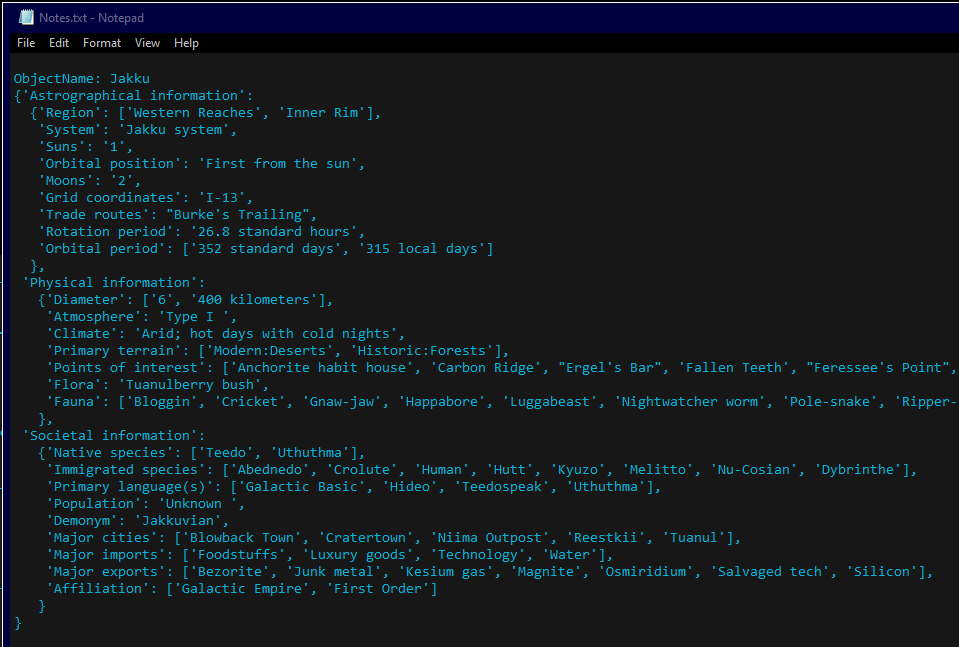 Notes.txt - Notepad
File Edit Format View Help
ObjectName: Jakku
{'Astrographical information':
{'Region': ['Western Reaches', 'Inner Rim'],
'System': 'Jakku system',
'Suns': '1',
'Orbital position': 'First from the sun',
'Moons': '2',
'Grid coordinates': 'I-13',
'Trade routes': "Burke's Trailing",
'Rotation period': '26.8 standard hours',
'Orbital period': ['352 standard days', '315 local days']
},
'Physical information':
{'Diameter': ['6', '400 kilometers'],
'Atmosphere': 'Type I ',
'Climate': 'Arid; hot days with cold nights',
'Primary terrain': ['Modern:Deserts', 'Historic:Forests'],
'Points of interest': ['Anchorite habit house', 'Carbon Ridge', "Ergel's Bar", 'Fallen Teeth', "Feressee's Point",
'Flora': 'Tuanulberry bush',
'Fauna': ['Bloggin', 'Cricket', 'Gnaw-jaw', 'Happabore', 'Luggabeast', 'Nightwatcher worm', 'Pole-snake', 'Ripper-
},
'Societal information':
{'Native species': ['Teedo', 'Uthuthma'],
'Immigrated species': ['Abednedo', 'Crolute', 'Human', 'Hutt', 'Kyuzo', 'Melitto', 'Nu-Cosian', 'Dybrinthe'],
'Primary language(s)': ['Galactic Basic', 'Hideo', 'Teedospeak', 'Uthuthma'],
'Population': 'Unknown ',
'Demonym': 'Jakkuvian',
'Major cities': ['Blowback Town', 'Cratertown', 'Niima Outpost', 'Reestkii', 'Tuanul'],
'Major imports': ['Foodstuffs', 'Luxury goods', 'Technology', 'Water'],
'Major exports': ['Bezorite', 'Junk metal', 'Kesium gas', 'Magnite', 'Osmiridium', 'Salvaged tech', 'Silicon'],
'Affiliation': ['Galactic Empire', 'First Order']
}
}